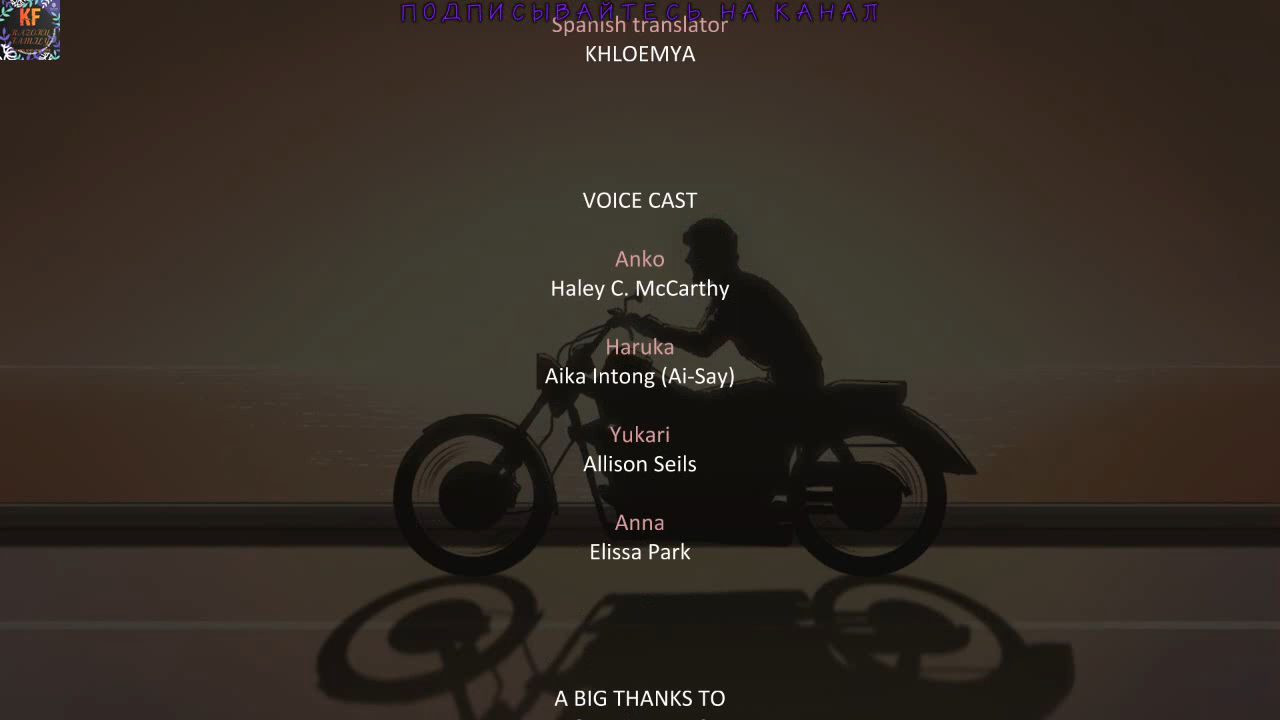 ПОДПИСЫВАЙТЕСЬ НА КАНАЛ
KF
Spanish translator
KHLOEMYA
VOICE CAST
Anko
Haley C. McCarthy
Haruka
Aika Intong (Ai-Say)
Yukari
Allison Seils
Anna
Elissa Park
A BIG THANKS TO